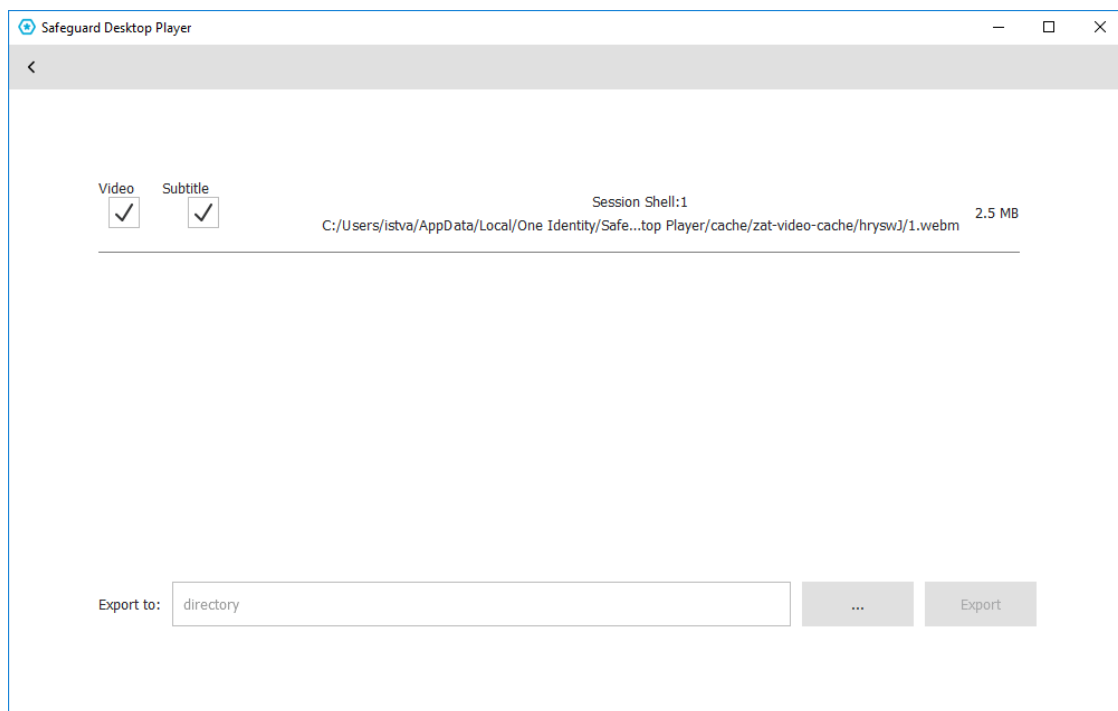 Safeguard Desktop Player
Video Subtitle
Session Shell:1
C:/Users/istva/AppData/Local/One Identity/Safe...top Player/cache/zat-video-cache/hryswJ/1.webm
2.5 MB
Export to: directory ... Export